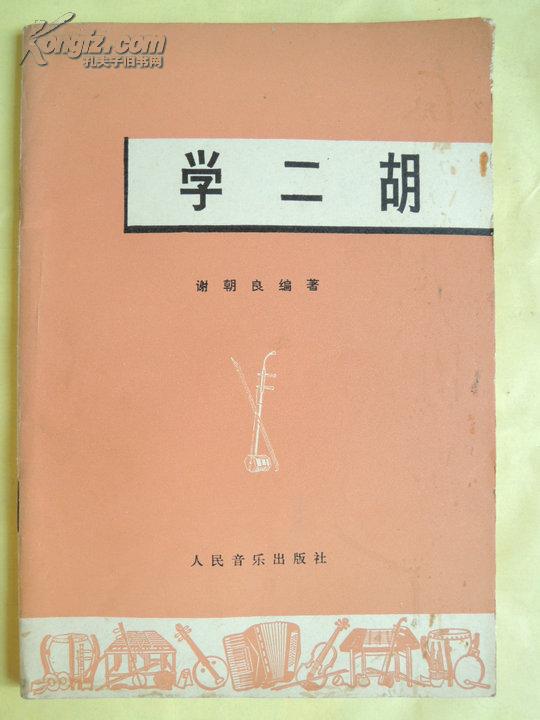 Kongfz.com
孔夫子旧书网
学二胡
谢朝良编著
人民音乐出版社